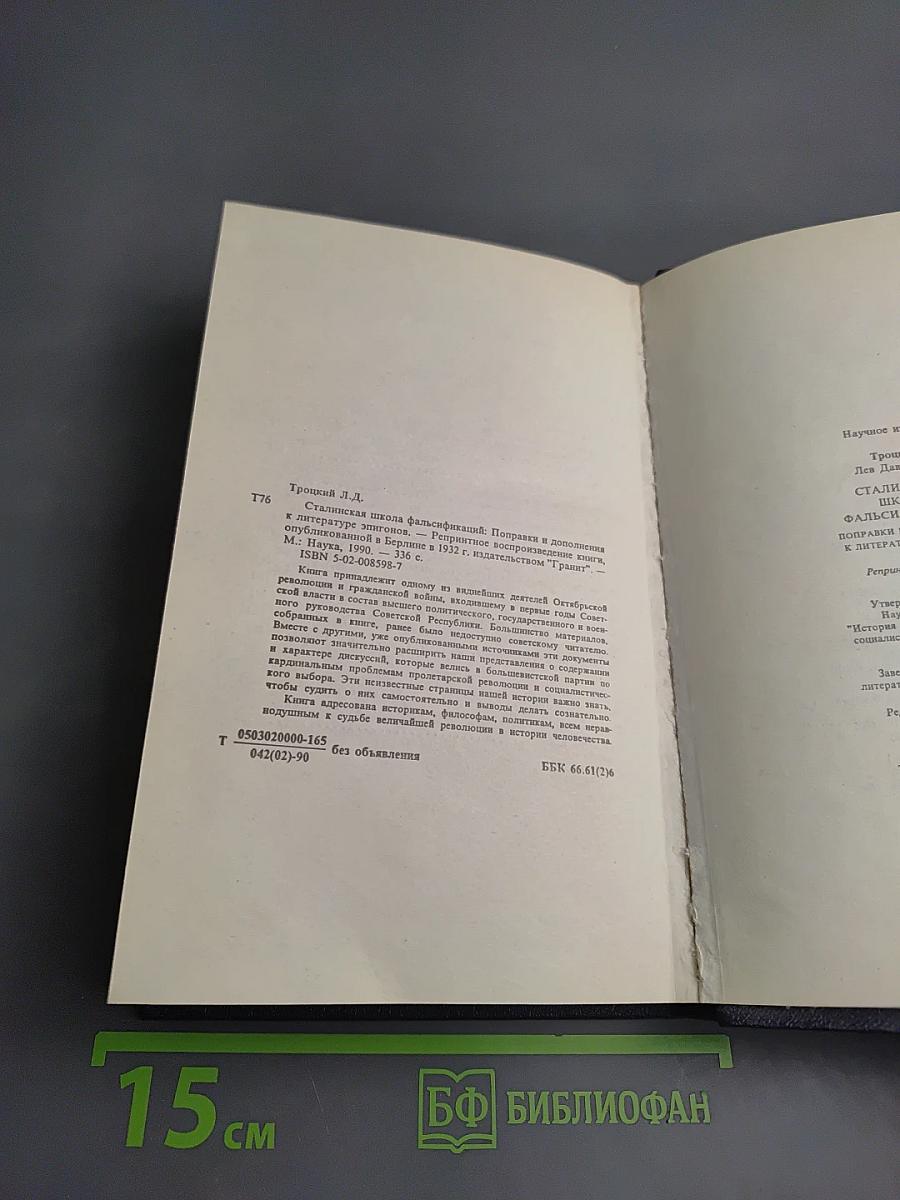 Троцкий Л.Д.
Т76
Сталинская школа фальсификаций: Поправки и дополнения
к литературе эпигонов. — Репринтное воспроизведение книги,
опубликованной в Берлине в 1932 г. издательством "Гранит". —
М.: Наука, 1990. — 336 с.
ISBN 5-02-008598-7
Книга принадлежит одному из виднейших деятелей Октябрьской
революции и гражданской войны, входившему в первые годы Совет-
ской власти в состав высшего политического, государственного и воен-
ного руководства Советской Республики. Большинство материалов,
собранных в книге, ранее было недоступно советскому читателю.
Вместе с другими, уже опубликованными источниками эти документы
позволяют значительно расширить наши представления о содержании
и характере дискуссий, которые велись в большевистской партии по
кардинальным проблемам пролетарской революции и социалистичес-
кого выбора. Эти неизвестные страницы нашей истории важно знать,
чтобы судить о них самостоятельно и выводы делать сознательно.
Книга адресована историкам, философам, политикам, всем нерав-
нодушным к судьбе величайшей революции в истории человечества.
Т 0503020000-165
042(02)-90
без объявления
ББК 66.61(2)6
Научное и
Троц
Лев Дав
СТАЛИ
ШК
ФАЛЬСИ
ПОПРАВКИ
К ЛИТЕРАТ
Репри
Утвер
Нау
"История
социалис
Заве
литерат
Ре
15 см
БФ БИБЛИОФАН